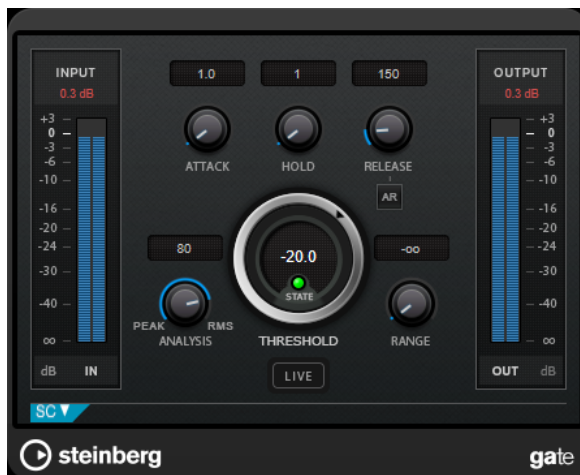 INPUT
0.3 dB
+3
0
-3
-6
-10
-16
-20
-24
-30
-40
∞
dB IN
1.0 1 150
ATTACK HOLD RELEASE
AR
80 -20.0 -∞
STATE
PEAK RMS
ANALYSIS THRESHOLD RANGE
LIVE
OUTPUT
0.3 dB
+3
0
-3
-6
-10
-16
-20
-24
-30
-40
∞
OUT dB
SC
steinberg gate